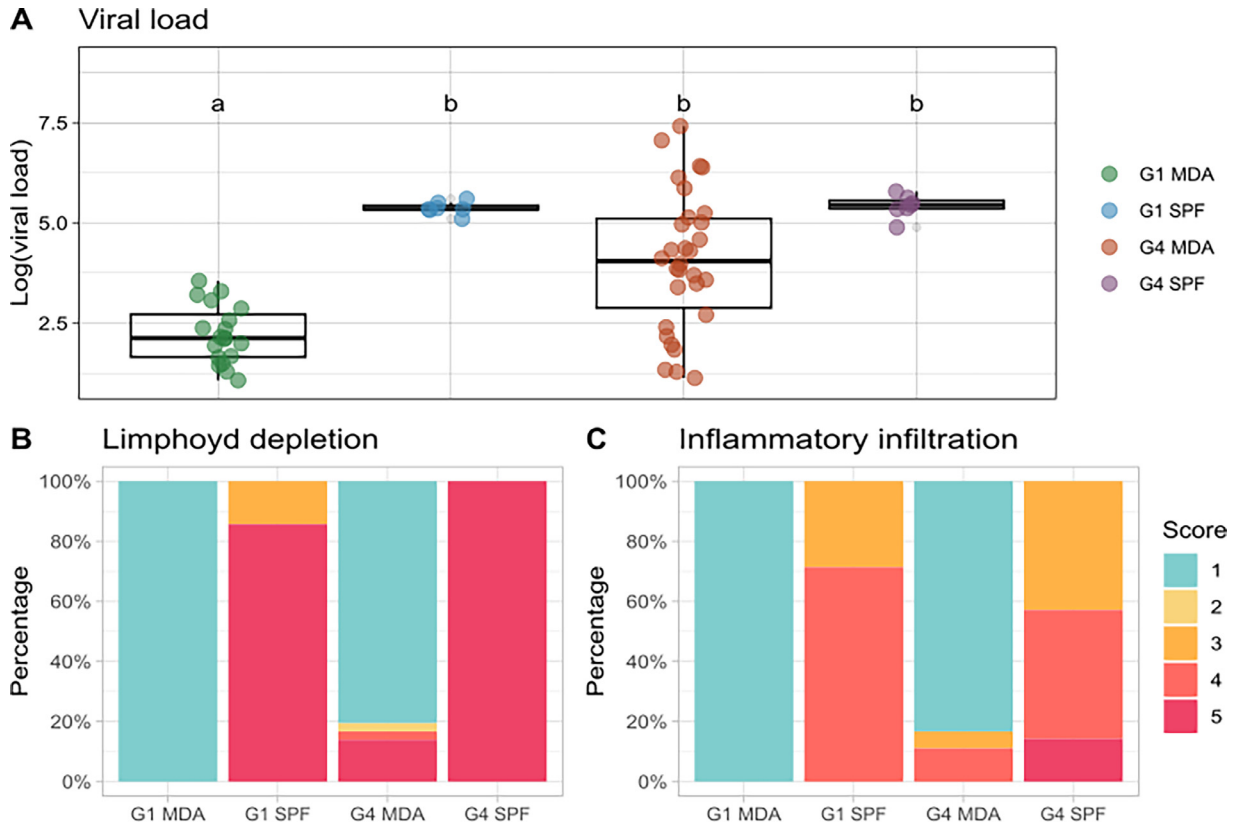 A Viral load
a b b b
Log(viral load)
7.5
5.0
2.5
G1 MDA
G1 SPF
G4 MDA
G4 SPF
B Limphoyd depletion
Percentage
100%
80%
60%
40%
20%
0%
G1 MDA G1 SPF G4 MDA G4 SPF
C Inflammatory infiltration
Percentage
100%
80%
60%
40%
20%
0%
G1 MDA G1 SPF G4 MDA G4 SPF
Score
1
2
3
4
5